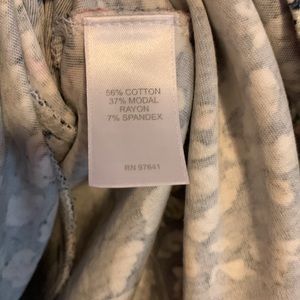 56% COTTON
37% MODAL
RAYON
7% SPANDEX
RN 97641